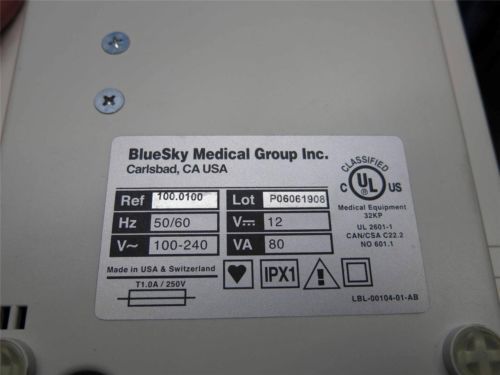 BlueSky Medical Group Inc.
Carlsbad, CA USA
Ref 100.0100 Lot P06061908
Hz 50/60 V⎓ 12
V~ 100-240 VA 80
Made in USA & Switzerland
T1.0A / 250V
IPX1
CLASSIFIED
C UL US
Medical Equipment
32KP
UL 2601-1
CAN/CSA C22.2
NO 601.1
LBL-00104-01-AB